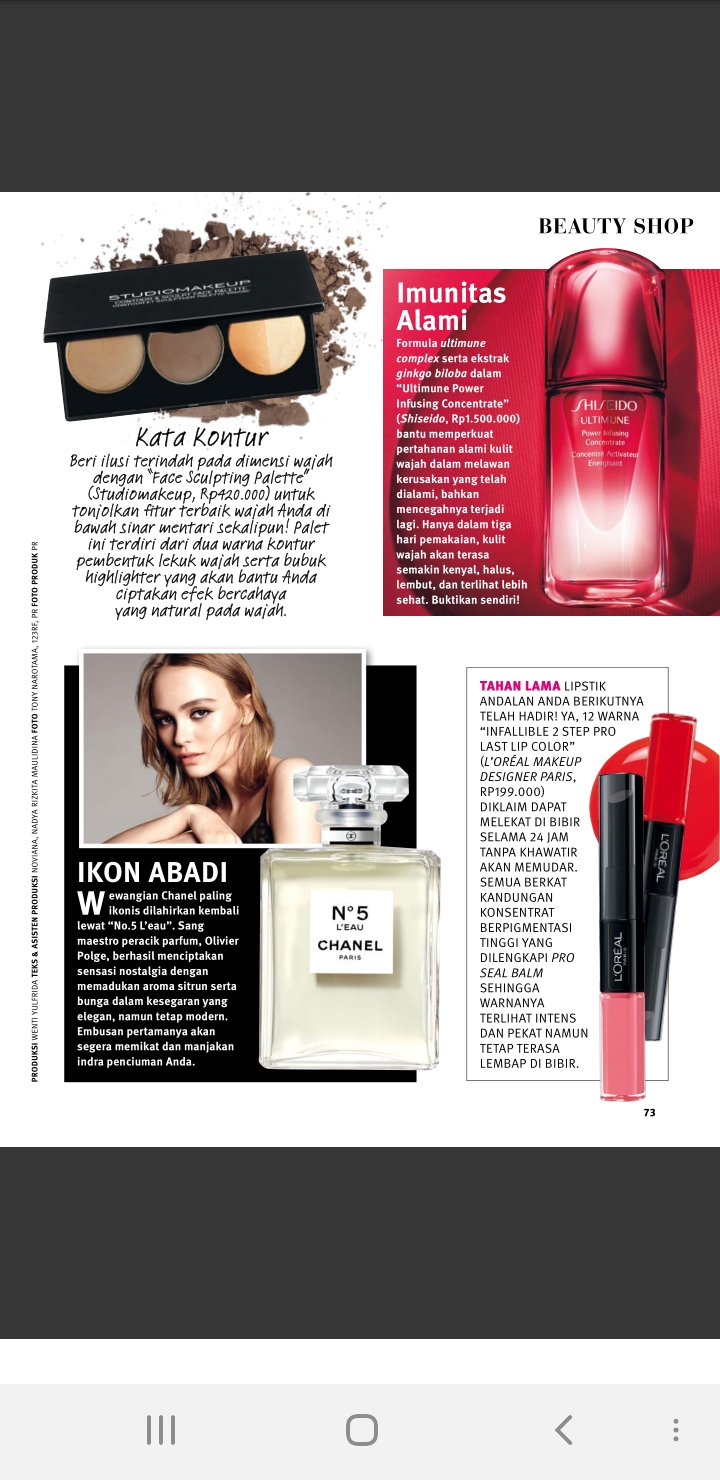 BEAUTY SHOP
STUDIOMAKEUP
CONTOUR & SCULPT FACE PALETTE
Kata Kontur
Beri ilusi terindah pada dimensi wajah
dengan “Face Sculpting Palette”
(Studiomakeup, Rp420.000) untuk
tonjolkan fitur terbaik wajah Anda di
bawah sinar mentari sekalipun! Palet
ini terdiri dari dua warna kontur
pembentuk lekuk wajah serta bubuk
highlighter yang akan bantu Anda
ciptakan efek bercahaya
yang natural pada wajah.
Imunitas
Alami
Formula ultimune
complex serta ekstrak
ginkgo biloba dalam
“Ultimune Power
Infusing Concentrate”
(Shiseido, Rp1.500.000)
bantu memperkuat
pertahanan alami kulit
wajah dalam melawan
kerusakan yang telah
dialami, bahkan
mencegahnya terjadi
lagi. Hanya dalam tiga
hari pemakaian, kulit
wajah akan terasa
semakin kenyal, halus,
lembut, dan terlihat lebih
sehat. Buktikan sendiri!
SHISEIDO
ULTIMUNE
Power Infusing
Concentrate
Concentré Activateur
Energisant
PRODUKSI WENTI YULFRIDA TEKS & ASISTEN PRODUKSI NOVIANA, NADYA RIZKITA MAULIDINA FOTO TONY NAROTAMA, 123RF, PR FOTO PRODUK PR
IKON ABADI
Wewangian Chanel paling
ikonis dilahirkan kembali
lewat “No.5 L’eau”. Sang
maestro peracik parfum, Olivier
Polge, berhasil menciptakan
sensasi nostalgia dengan
memadukan aroma sitrun serta
bunga dalam kesegaran yang
elegan, namun tetap modern.
Embusan pertamanya akan
segera memikat dan manjakan
indra penciuman Anda.
N°5
L'EAU
CHANEL
PARIS
TAHAN LAMA LIPSTIK
ANDALAN ANDA BERIKUTNYA
TELAH HADIR! YA, 12 WARNA
“INFALLIBLE 2 STEP PRO
LAST LIP COLOR”
(L’ORÉAL MAKEUP
DESIGNER PARIS,
RP199.000)
DIKLAIM DAPAT
MELEKAT DI BIBIR
SELAMA 24 JAM
TANPA KHAWATIR
AKAN MEMUDAR.
SEMUA BERKAT
KANDUNGAN
KONSENTRAT
BERPIGMENTASI
TINGGI YANG
DILENGKAPI PRO
SEAL BALM
SEHINGGA
WARNANYA
TERLIHAT INTENS
DAN PEKAT NAMUN
TETAP TERASA
LEMBAP DI BIBIR.
L'ORÉAL
PARIS
L'ORÉAL
PARIS
73